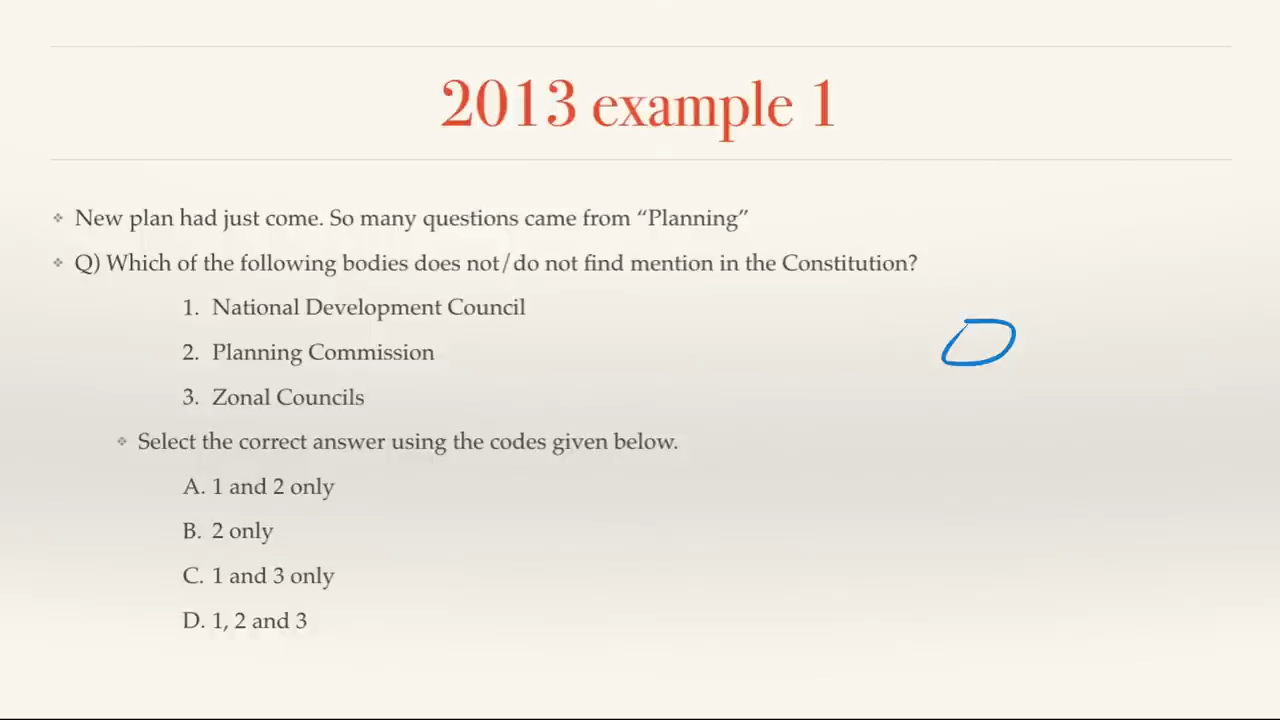 2013 example 1
New plan had just come. So many questions came from “Planning”
Q) Which of the following bodies does not/do not find mention in the Constitution?
1. National Development Council
2. Planning Commission
3. Zonal Councils
Select the correct answer using the codes given below.
A. 1 and 2 only
B. 2 only
C. 1 and 3 only
D. 1, 2 and 3